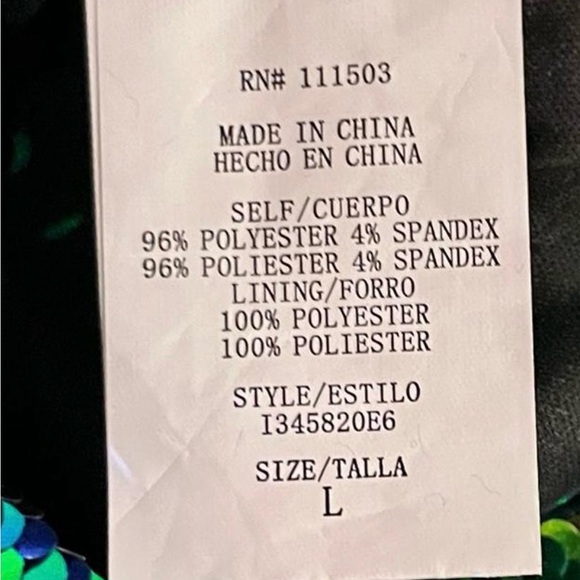 RN# 111503
MADE IN CHINA
HECHO EN CHINA
SELF/CUERPO
96% POLYESTER 4% SPANDEX
96% POLIESTER 4% SPANDEX
LINING/FORRO
100% POLYESTER
100% POLIESTER
STYLE/ESTILO
I345820E6
SIZE/TALLA
L